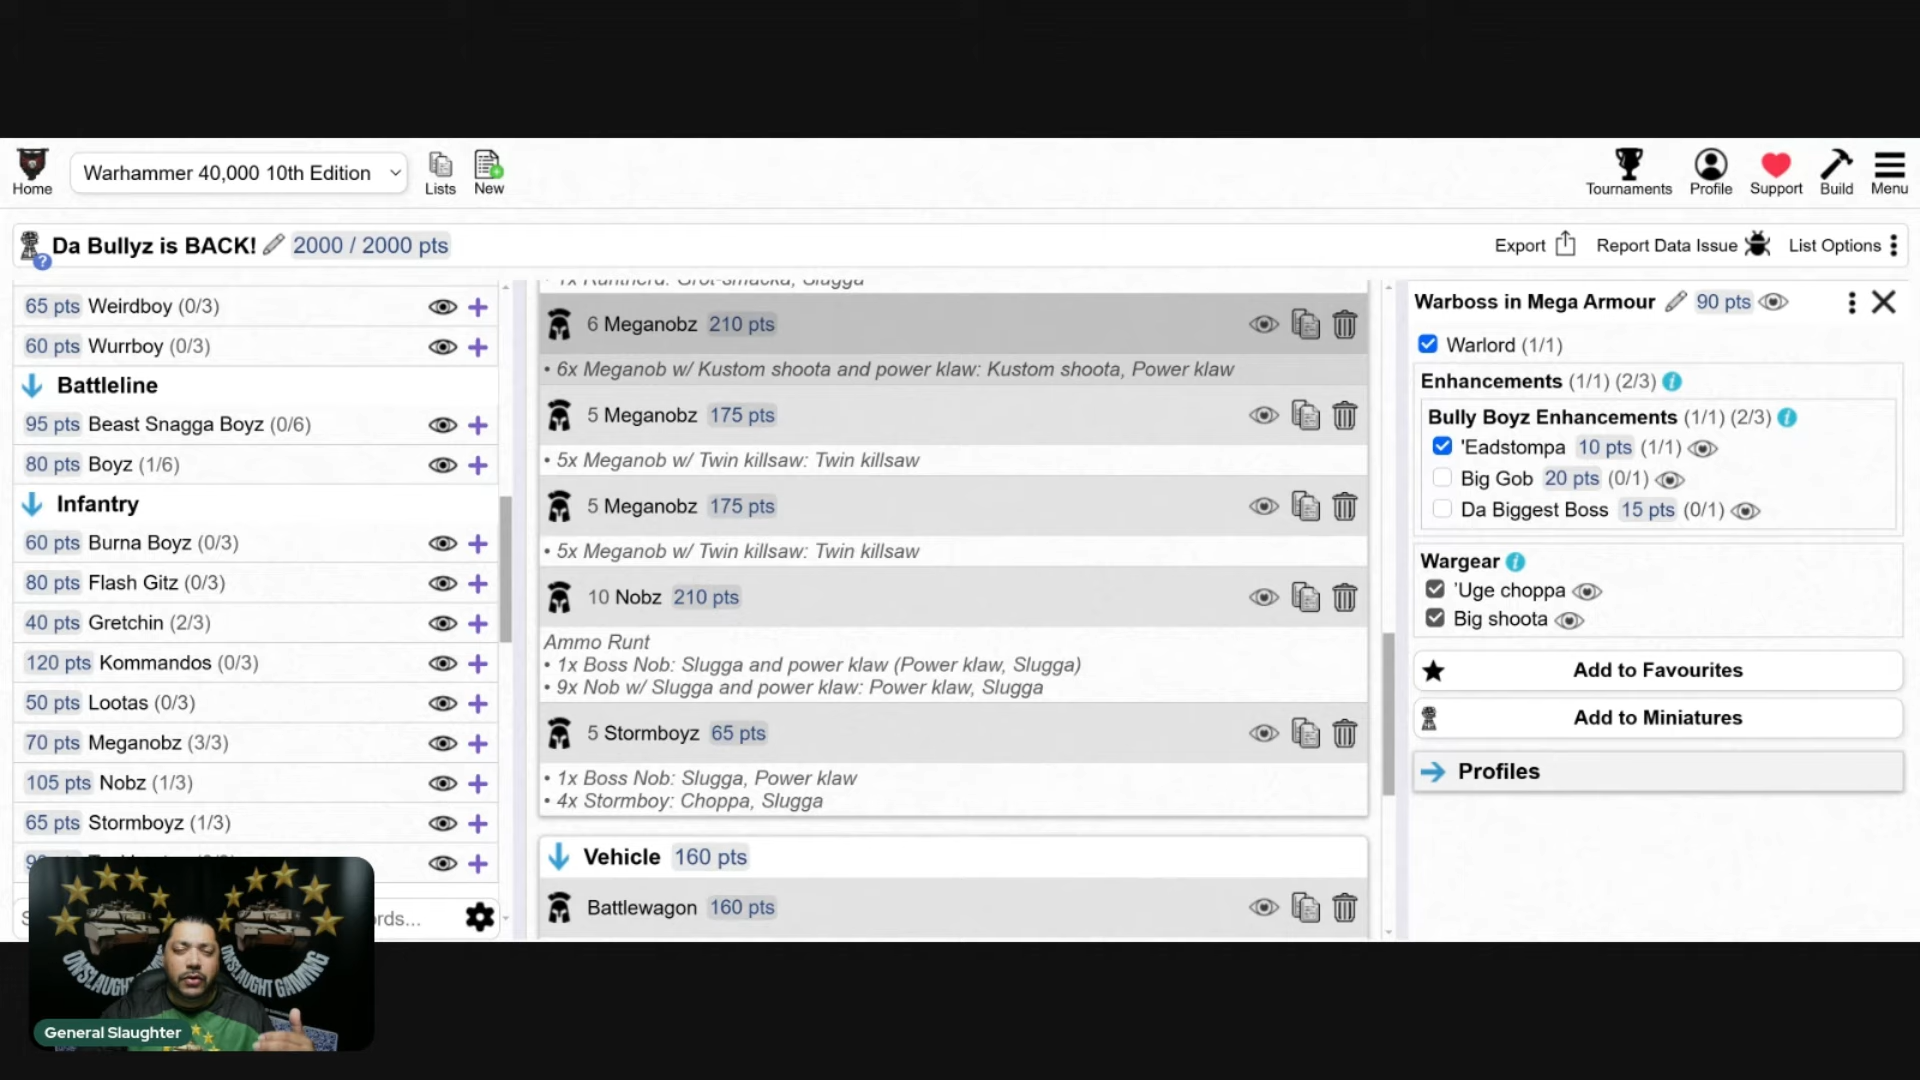 Home
Warhammer 40,000 10th Edition
Lists
New
Tournaments
Profile
Support
Build
Menu
Da Bullyz is BACK! 2000 / 2000 pts
Export
Report Data Issue
List Options
65 pts Weirdboy (0/3)
60 pts Wurrboy (0/3)
Battleline
95 pts Beast Snagga Boyz (0/6)
80 pts Boyz (1/6)
Infantry
60 pts Burna Boyz (0/3)
80 pts Flash Gitz (0/3)
40 pts Gretchin (2/3)
120 pts Kommandos (0/3)
50 pts Lootas (0/3)
70 pts Meganobz (3/3)
105 pts Nobz (1/3)
65 pts Stormboyz (1/3)
• 1x Runtherd: Grot-smacka, Slugga
6 Meganobz 210 pts
• 6x Meganob w/ Kustom shoota and power klaw: Kustom shoota, Power klaw
5 Meganobz 175 pts
• 5x Meganob w/ Twin killsaw: Twin killsaw
5 Meganobz 175 pts
• 5x Meganob w/ Twin killsaw: Twin killsaw
10 Nobz 210 pts
Ammo Runt
• 1x Boss Nob: Slugga and power klaw (Power klaw, Slugga)
• 9x Nob w/ Slugga and power klaw: Power klaw, Slugga
5 Stormboyz 65 pts
• 1x Boss Nob: Slugga, Power klaw
• 4x Stormboy: Choppa, Slugga
Vehicle 160 pts
Battlewagon 160 pts
Warboss in Mega Armour 90 pts
Warlord (1/1)
Enhancements (1/1) (2/3)
Bully Boyz Enhancements (1/1) (2/3)
'Eadstompa 10 pts (1/1)
Big Gob 20 pts (0/1)
Da Biggest Boss 15 pts (0/1)
Wargear
'Uge choppa
Big shoota
Add to Favourites
Add to Miniatures
Profiles
ONSLAUGHT GAMING
General Slaughter